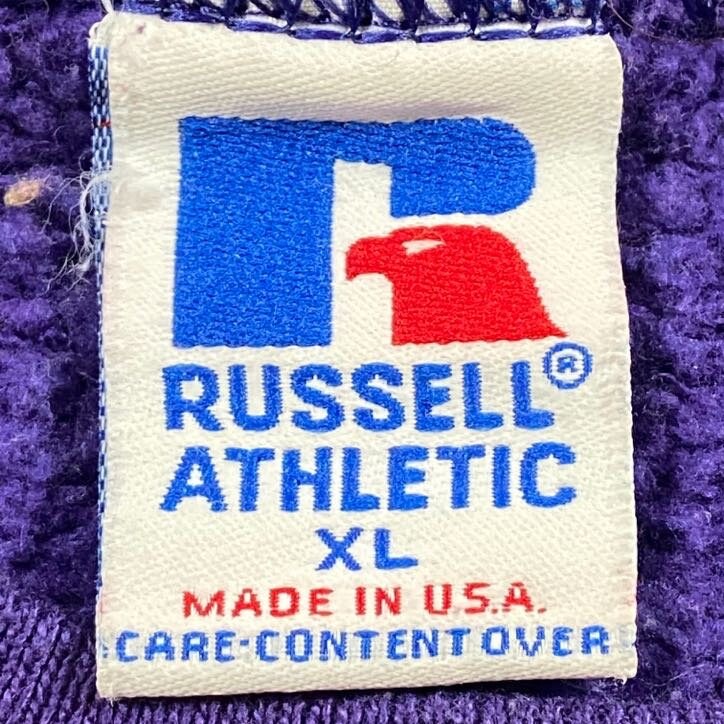 RUSSELL®
ATHLETIC
XL
MADE IN U.S.A.
CARE-CONTENT OVER